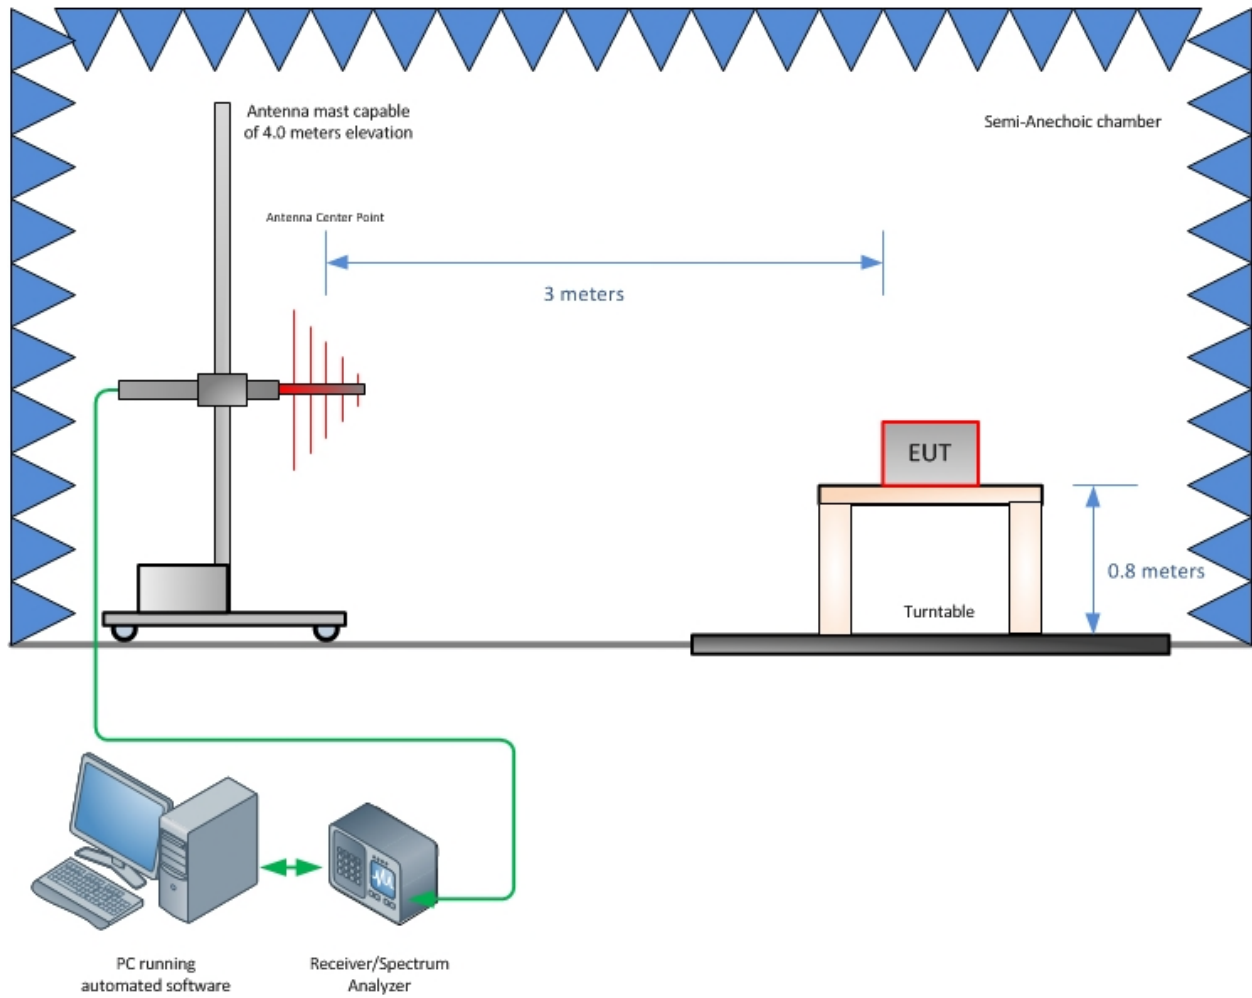 Antenna mast capable
of 4.0 meters elevation
Semi-Anechoic chamber
Antenna Center Point
3 meters
EUT
0.8 meters
Turntable
PC running
automated software
Receiver/Spectrum
Analyzer